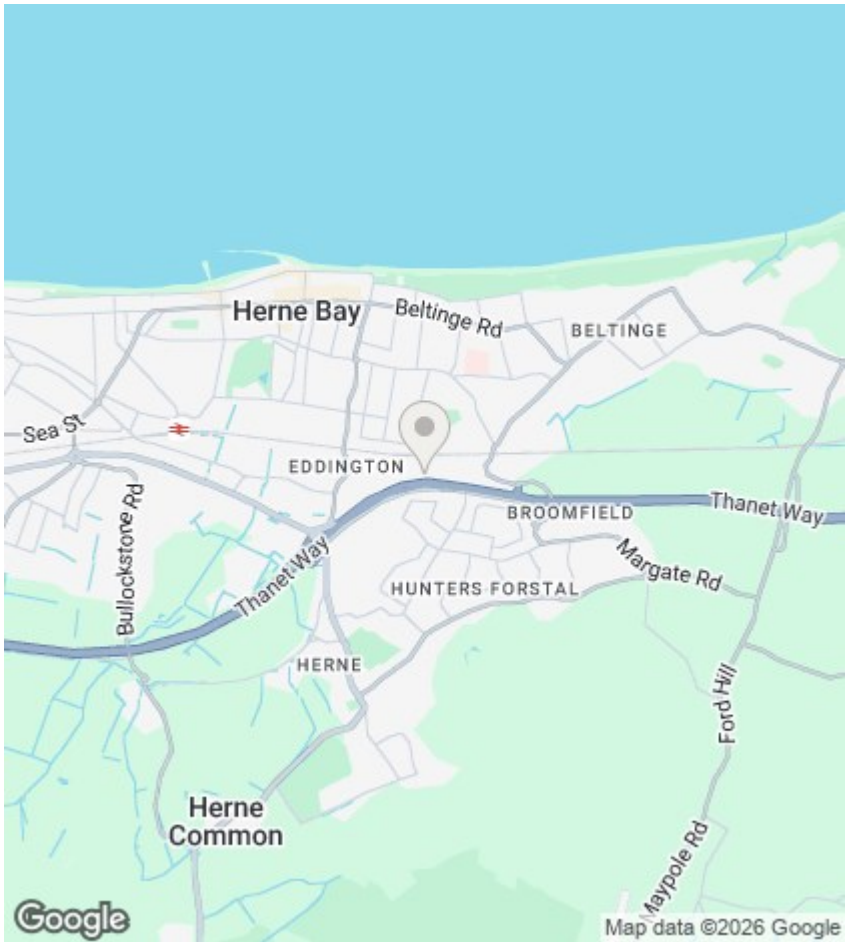 Herne Bay
Beltinge Rd
BELTINGE
Sea St
EDDINGTON
Bullockstone Rd
Thanet Way
BROOMFIELD
Thanet Way
Margate Rd
HUNTERS FORSTAL
HERNE
Ford Hill
Herne
Common
Maypole Rd
Google
Map data ©2026 Google